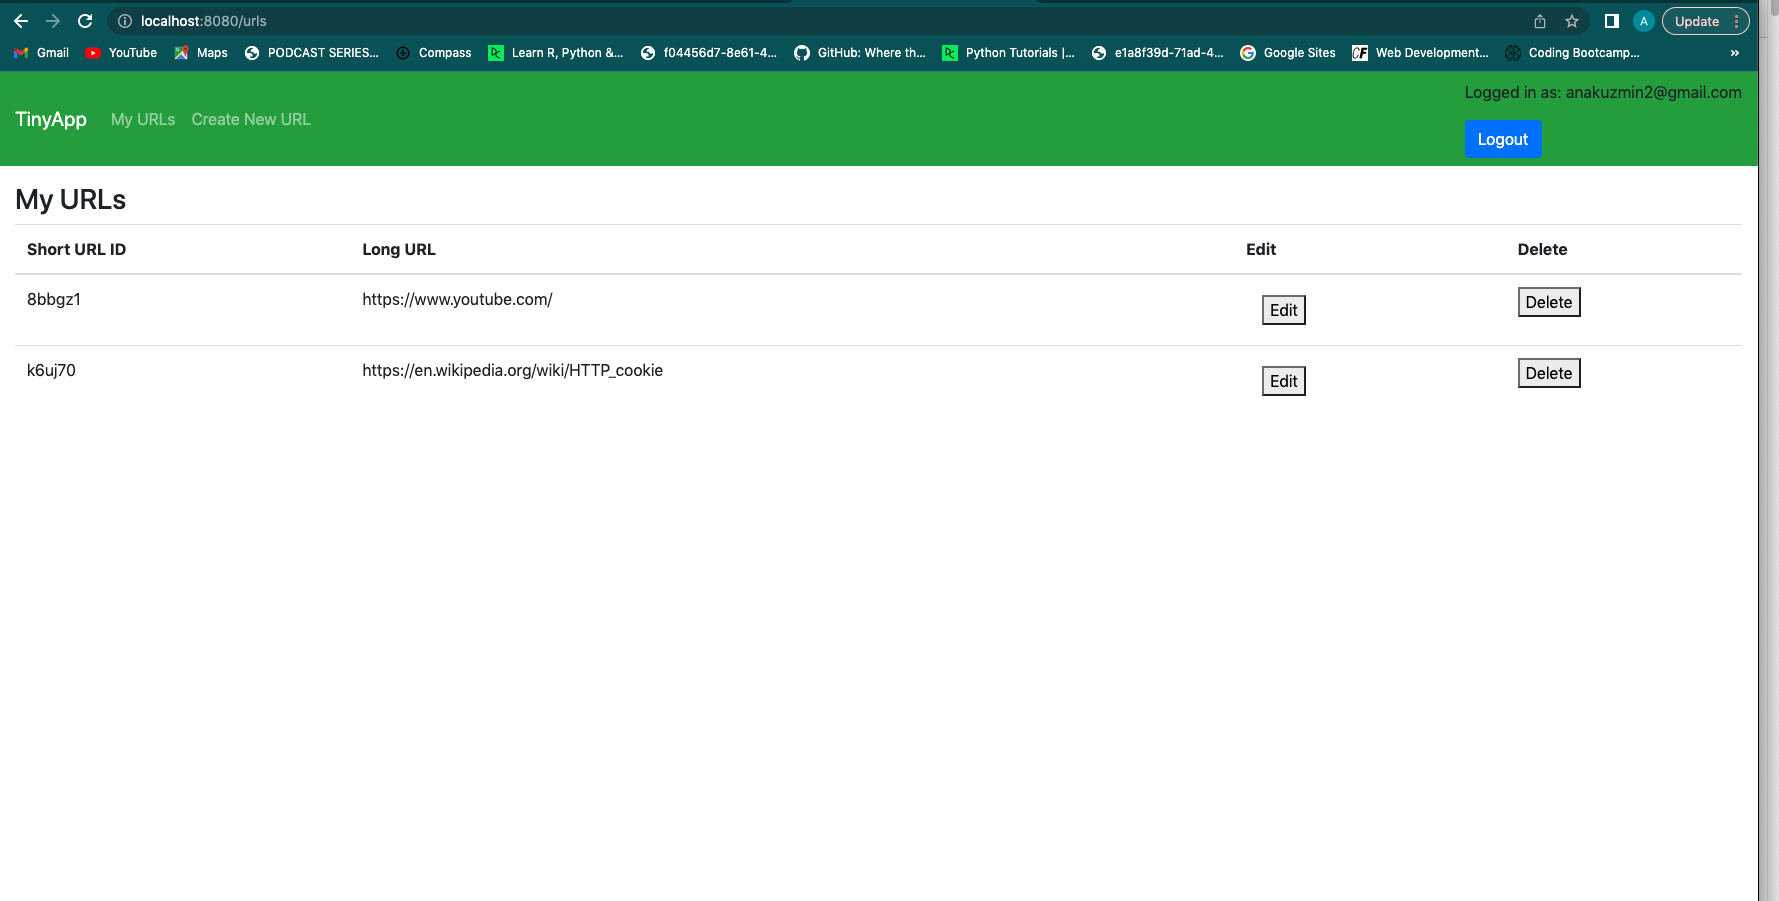 localhost:8080/urls
A
Update
Gmail YouTube Maps PODCAST SERIES... Compass Learn R, Python &... f04456d7-8e61-4... GitHub: Where th... Python Tutorials |... e1a8f39d-71ad-4... Google Sites Web Development... Coding Bootcamp... »
Logged in as: anakuzmin2@gmail.com
TinyApp My URLs Create New URL
Logout
My URLs
Short URL ID Long URL Edit Delete
8bbgz1 https://www.youtube.com/ Edit Delete
k6uj70 https://en.wikipedia.org/wiki/HTTP_cookie Edit Delete